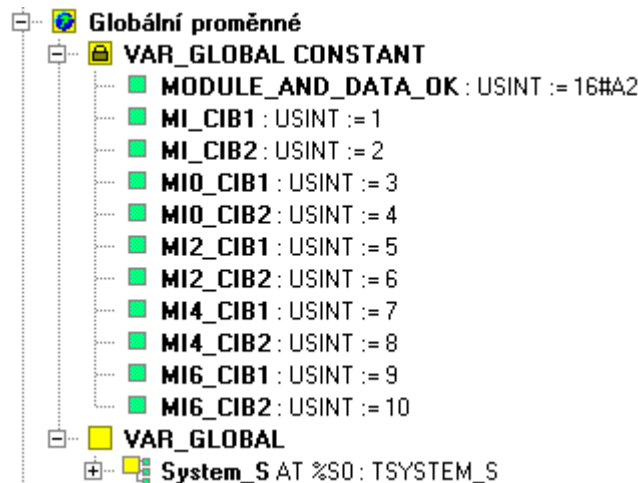 Globální proměnné
VAR_GLOBAL CONSTANT
MODULE_AND_DATA_OK : USINT := 16#A2
MI_CIB1 : USINT := 1
MI_CIB2 : USINT := 2
MI0_CIB1 : USINT := 3
MI0_CIB2 : USINT := 4
MI2_CIB1 : USINT := 5
MI2_CIB2 : USINT := 6
MI4_CIB1 : USINT := 7
MI4_CIB2 : USINT := 8
MI6_CIB1 : USINT := 9
MI6_CIB2 : USINT := 10
VAR_GLOBAL
System_S AT %S0 : TSYSTEM_S